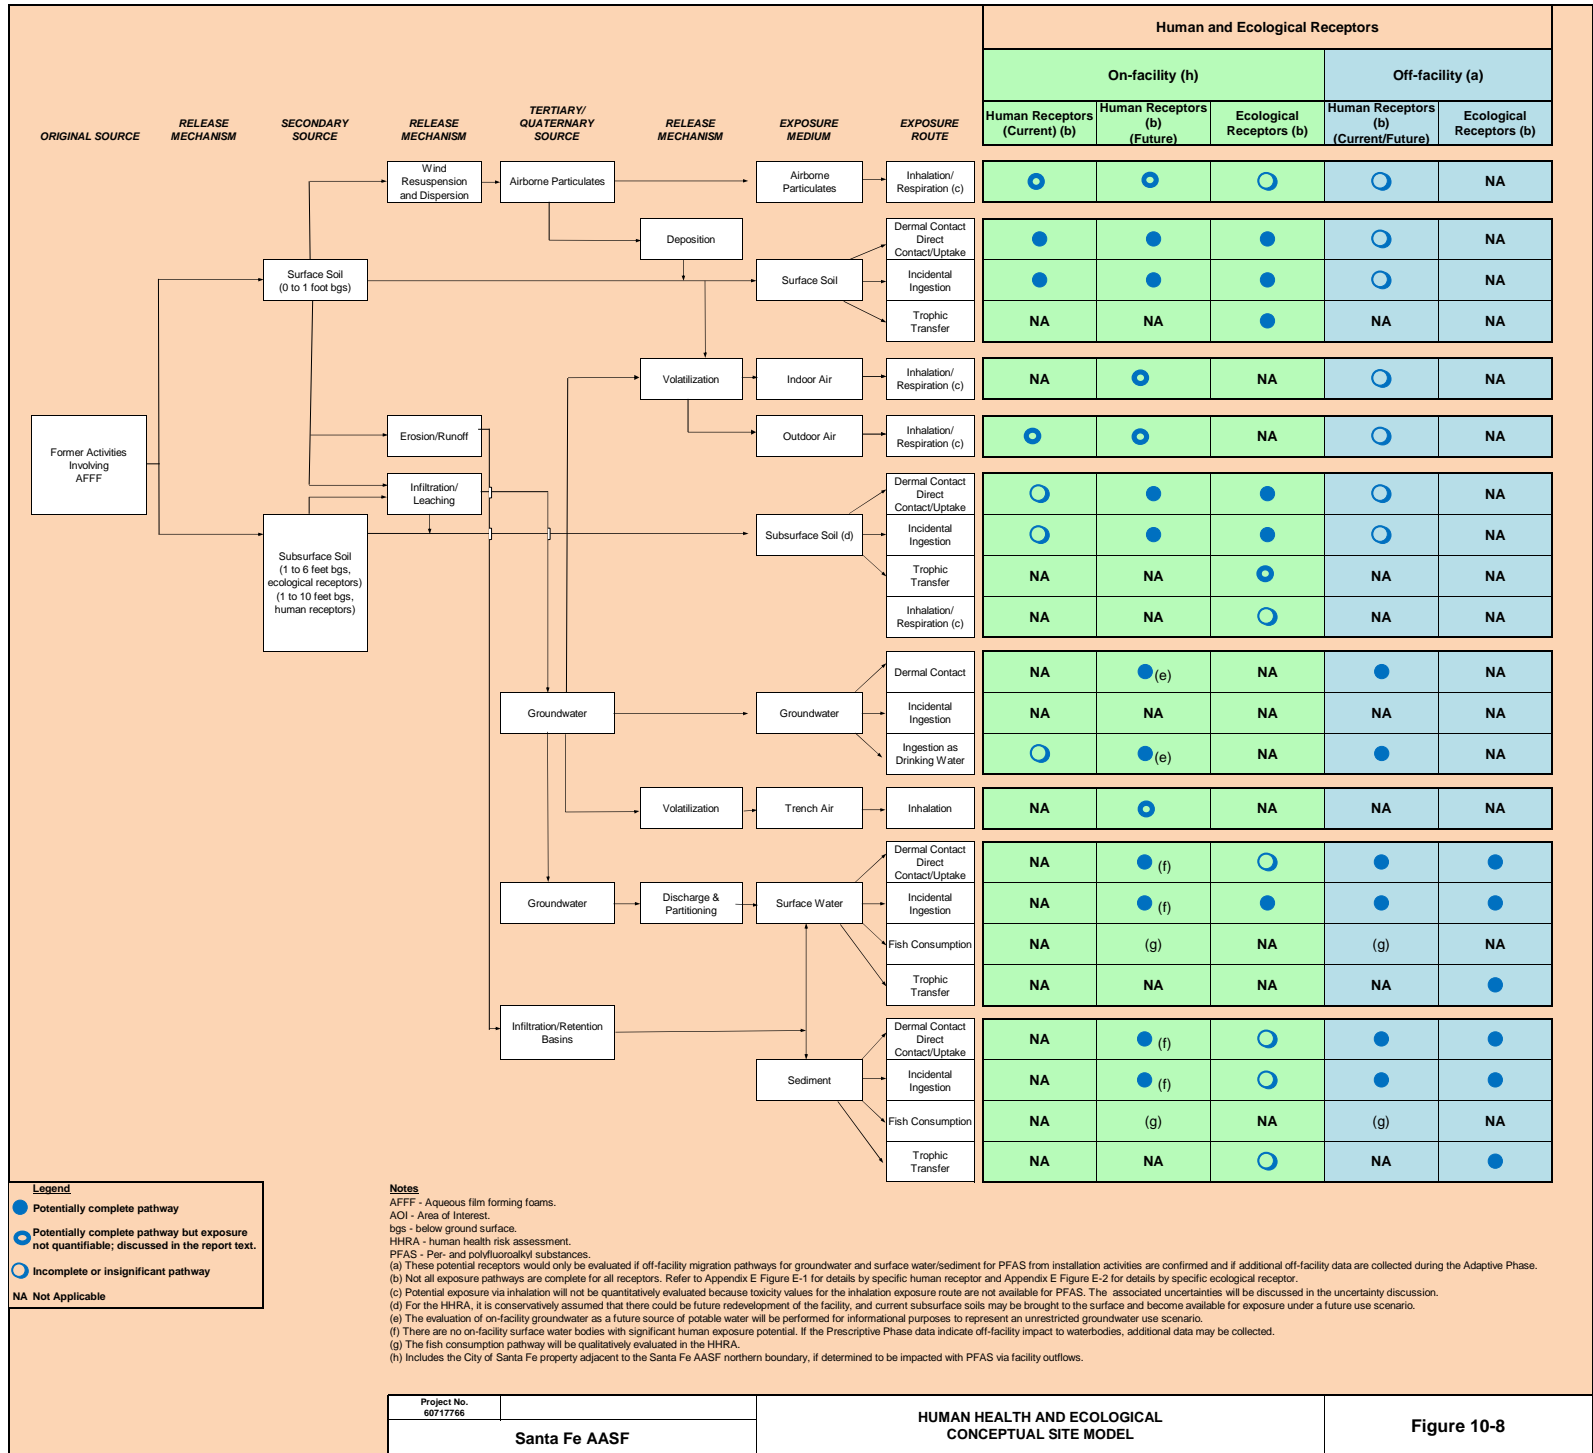 Human and Ecological Receptors
On-facility (h)
Off-facility (a)
ORIGINAL SOURCE
RELEASE
MECHANISM
SECONDARY
SOURCE
RELEASE
MECHANISM
TERTIARY/
QUATERNARY
SOURCE
RELEASE
MECHANISM
EXPOSURE
MEDIUM
EXPOSURE
ROUTE
Human Receptors
(Current) (b)
Human Receptors
(b)
(Future)
Ecological
Receptors (b)
Human Receptors
(b)
(Current/Future)
Ecological
Receptors (b)
Wind
Resuspension
and Dispersion
Airborne Particulates
Airborne
Particulates
Inhalation/
Respiration (c)
NA
Deposition
Dermal Contact
Direct
Contact/Uptake
NA
Surface Soil
(0 to 1 foot bgs)
Surface Soil
Incidental
Ingestion
NA
Trophic
Transfer
NA NA NA NA
Volatilization
Indoor Air
Inhalation/
Respiration (c)
NA NA NA
Former Activities
Involving
AFFF
Erosion/Runoff
Outdoor Air
Inhalation/
Respiration (c)
NA NA
Infiltration/
Leaching
Dermal Contact
Direct
Contact/Uptake
NA
Subsurface Soil
(1 to 6 feet bgs,
ecological receptors)
(1 to 10 feet bgs,
human receptors)
Subsurface Soil (d)
Incidental
Ingestion
NA
Trophic
Transfer
NA NA NA NA
Inhalation/
Respiration (c)
NA NA NA NA
Dermal Contact
NA (e) NA NA
Groundwater
Groundwater
Incidental
Ingestion
NA NA NA NA NA
Ingestion as
Drinking Water
(e) NA NA
Volatilization
Trench Air
Inhalation
NA NA NA NA
Dermal Contact
Direct
Contact/Uptake
NA (f)
Groundwater
Discharge &
Partitioning
Surface Water
Incidental
Ingestion
NA (f)
Fish Consumption
NA (g) NA (g) NA
Trophic
Transfer
NA NA NA NA
Infiltration/Retention
Basins
Dermal Contact
Direct
Contact/Uptake
NA (f)
Sediment
Incidental
Ingestion
NA (f)
Fish Consumption
NA (g) NA (g) NA
Trophic
Transfer
NA NA NA
Legend
Potentially complete pathway
Potentially complete pathway but exposure
not quantifiable; discussed in the report text.
Incomplete or insignificant pathway
NA Not Applicable
Notes
AFFF - Aqueous film forming foams.
AOI - Area of Interest.
bgs - below ground surface.
HHRA - human health risk assessment.
PFAS - Per- and polyfluoroalkyl substances.
(a) These potential receptors would only be evaluated if off-facility migration pathways for groundwater and surface water/sediment for PFAS from installation activities are confirmed and if additional off-facility data are collected during the Adaptive Phase.
(b) Not all exposure pathways are complete for all receptors. Refer to Appendix E Figure E-1 for details by specific human receptor and Appendix E Figure E-2 for details by specific ecological receptor.
(c) Potential exposure via inhalation will not be quantitatively evaluated because toxicity values for the inhalation exposure route are not available for PFAS. The associated uncertainties will be discussed in the uncertainty discussion.
(d) For the HHRA, it is conservatively assumed that there could be future redevelopment of the facility, and current subsurface soils may be brought to the surface and become available for exposure under a future use scenario.
(e) The evaluation of on-facility groundwater as a future source of potable water will be performed for informational purposes to represent an unrestricted groundwater use scenario.
(f) There are no on-facility surface water bodies with significant human exposure potential. If the Prescriptive Phase data indicate off-facility impact to waterbodies, additional data may be collected.
(g) The fish consumption pathway will be qualitatively evaluated in the HHRA.
(h) Includes the City of Santa Fe property adjacent to the Santa Fe AASF northern boundary, if determined to be impacted with PFAS via facility outflows.
Project No.
60717766
Santa Fe AASF
HUMAN HEALTH AND ECOLOGICAL
CONCEPTUAL SITE MODEL
Figure 10-8